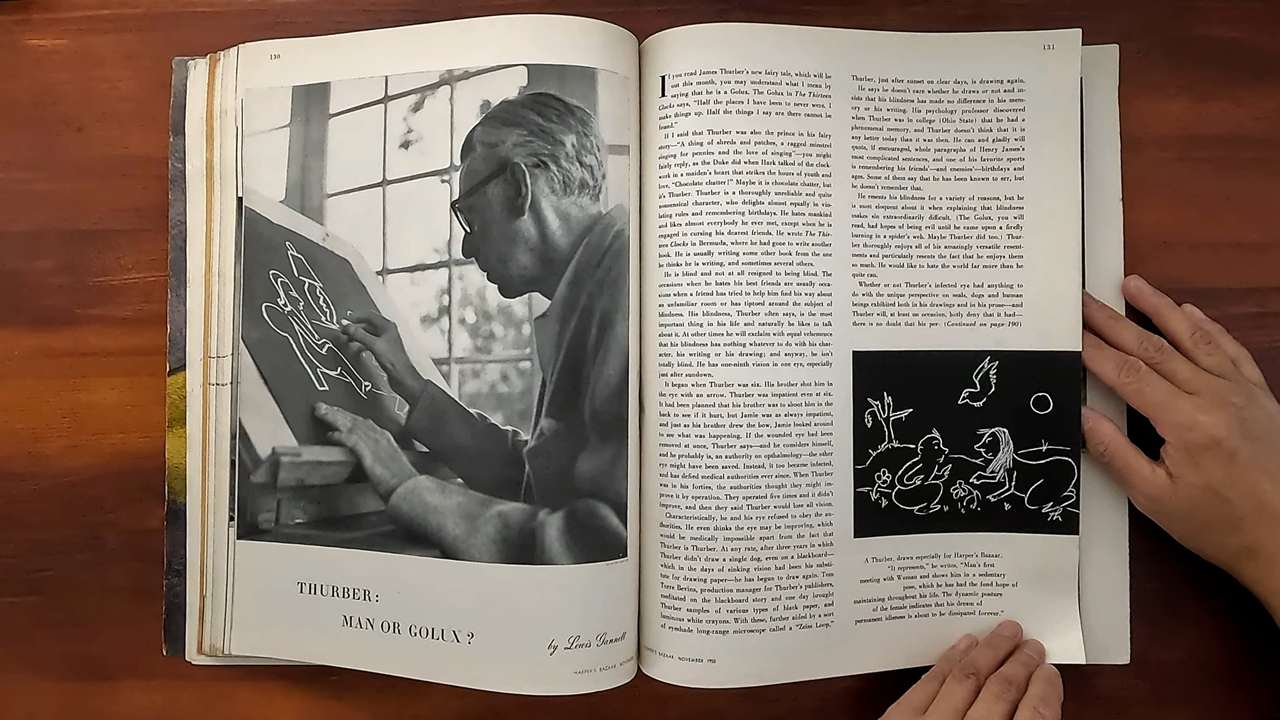 130
THURBER:
MAN OR GOLUX?
by Lewis Gannett
HARPER'S BAZAAR, NOVEMBER
131
If you read James Thurber's new fairy tale, which will be
out this month, you may understand what I mean by
saying that he is a Golux. The Golux in The Thirteen
Clocks says, "Half the places I have been to never were. I
make things up. Half the things I say are there cannot be
found."
If I said that Thurber was also the prince in his fairy
story—"A thing of shreds and patches, a ragged minstrel
singing for pennies and the love of singing"—you might
fairly reply, as the Duke did when Hark talked of the clock-
work in a maiden's heart that strikes the hours of youth and
love, "Chocolate chatter!" Maybe it is chocolate chatter, but
it's Thurber. Thurber is a thoroughly unreliable and quite
nonsensical character, who delights almost equally in vio-
lating rules and remembering birthdays. He hates mankind
and likes almost everybody he ever met, except when he is
engaged in cursing his dearest friends. He wrote The Thir-
teen Clocks in Bermuda, where he had gone to write another
book. He is usually writing some other book from the one
he thinks he is writing, and sometimes several others.
He is blind and not at all resigned to being blind. The
occasions when he hates his best friends are usually occa-
sions when a friend has tried to help him find his way about
an unfamiliar room or has tiptoed around the subject of
blindness. His blindness, Thurber often says, is the most
important thing in his life and naturally he likes to talk
about it. At other times he will exclaim with equal vehemence
that his blindness has nothing whatever to do with his char-
acter, his writing or his drawing; and anyway, he isn't
totally blind. He has one-ninth vision in one eye, especially
just after sundown.
It began when Thurber was six. His brother shot him in
the eye with an arrow. Thurber was impatient even at six.
It had been planned that his brother was to shoot him in the
back to see if it hurt, but Jamie was as always impatient,
and just as his brother drew the bow, Jamie looked around
to see what was happening. If the wounded eye had been
removed at once, Thurber says—and he considers himself,
and he probably is, an authority on opthalmology—the other
eye might have been saved. Instead, it too became infected,
and has defied medical authorities ever since. When Thurber
was in his forties, the authorities thought they might im-
prove it by operation. They operated five times and it didn't
improve, and then they said Thurber would lose all vision.
Characteristically, he and his eye refused to obey the au-
thorities. He even thinks the eye may be improving, which
would be medically impossible apart from the fact that
Thurber is Thurber. At any rate, after three years in which
Thurber didn't draw a single dog, even on a blackboard—
which in the days of sinking vision had been his substi-
tute for drawing paper—he has begun to draw again. Tom
Torre Bevins, production manager for Thurber's publishers,
meditated on the blackboard story and one day brought
Thurber samples of various types of black paper, and
luminous white crayons. With these, further aided by a sort
of eyeshade long-range microscope called a "Zeiss Loop,"
Thurber, just after sunset on clear days, is drawing again.
He says he doesn't care whether he draws or not and in-
sists that his blindness has made no difference in his mem-
ory or his writing. His psychology professor discovered
when Thurber was in college (Ohio State) that he had a
phenomenal memory, and Thurber doesn't think that it is
any better today than it was then. He can and gladly will
quote, if encouraged, whole paragraphs of Henry James's
most complicated sentences, and one of his favorite sports
is remembering his friends'—and enemies'—birthdays and
ages. Some of them say that he has been known to err, but
he doesn't remember that.
He resents his blindness for a variety of reasons, but he
is most eloquent about it when explaining that blindness
makes sin extraordinarily difficult. (The Golux, you will
read, had hopes of being evil until he came upon a firefly
burning in a spider's web. Maybe Thurber did too.) Thur-
ber thoroughly enjoys all of his amazingly versatile resent-
ments and particularly resents the fact that he enjoys them
so much. He would like to hate the world far more than he
quite can.
Whether or not Thurber's infected eye had anything to
do with the unique perspective on seals, dogs and human
beings exhibited both in his drawings and in his prose—and
Thurber will, at least on occasion, hotly deny that it had—
there is no doubt that his per- (Continued on page 190)
Th
A Thurber, drawn especially for Harper's Bazaar.
"It represents," he writes, "Man's first
meeting with Woman and shows him in a sedentary
pose, which he has had the fond hope of
maintaining throughout his life. The dynamic posture
of the female indicates that his dream of
permanent idleness is about to be dissipated forever."
HARPER'S BAZAAR, NOVEMBER 1950